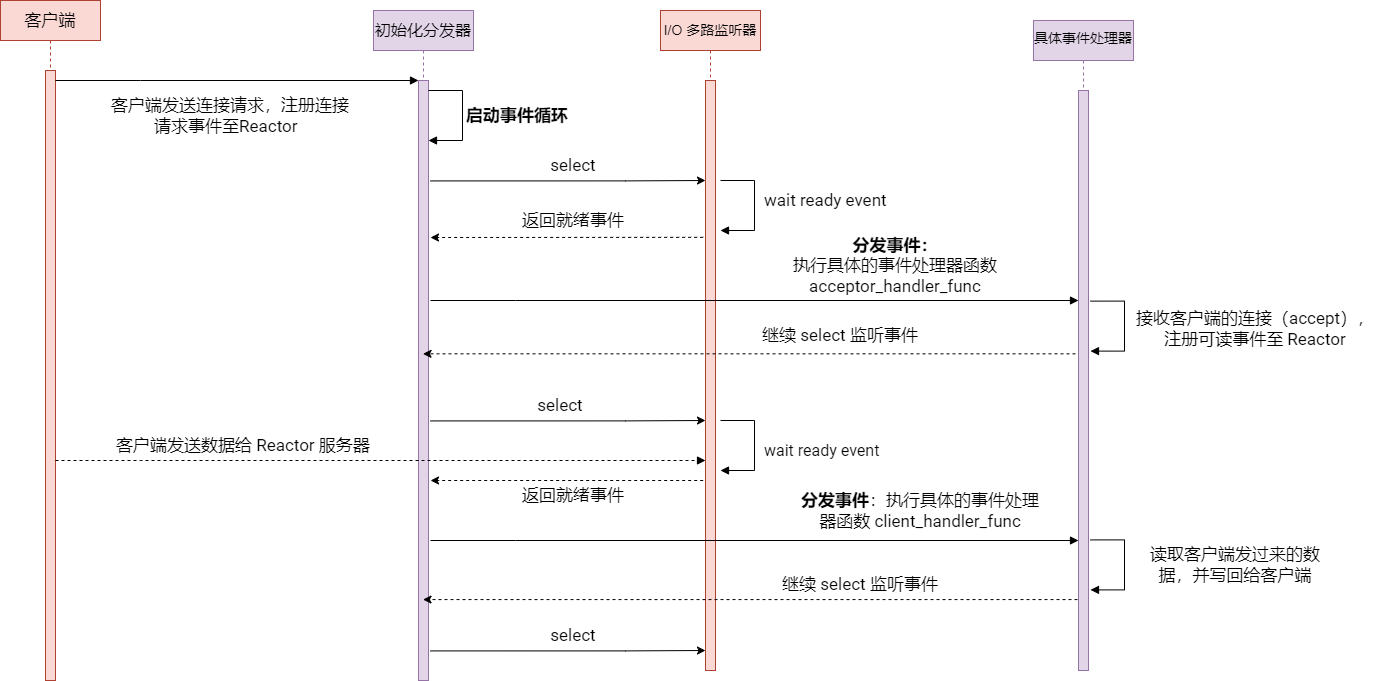 客户端
初始化分发器
I/O 多路监听器
具体事件处理器
客户端发送连接请求，注册连接
请求事件至Reactor
启动事件循环
select
wait ready event
返回就绪事件
分发事件：
执行具体的事件处理器函数
acceptor_handler_func
接收客户端的连接（accept），
注册可读事件至 Reactor
继续 select 监听事件
select
客户端发送数据给 Reactor 服务器
wait ready event
返回就绪事件
分发事件：执行具体的事件处理
器函数 client_handler_func
读取客户端发过来的数
据，并写回给客户端
继续 select 监听事件
select